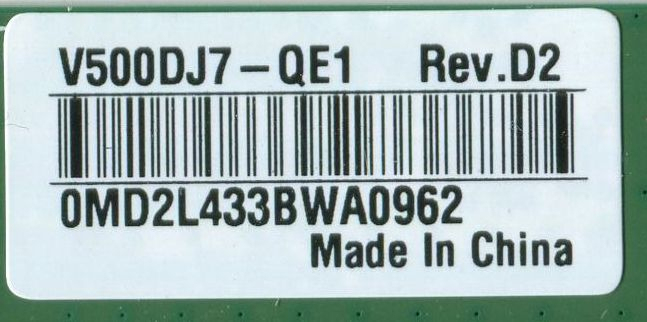 V500DJ7-QE1 Rev.D2
0MD2L433BWA0962
Made In China